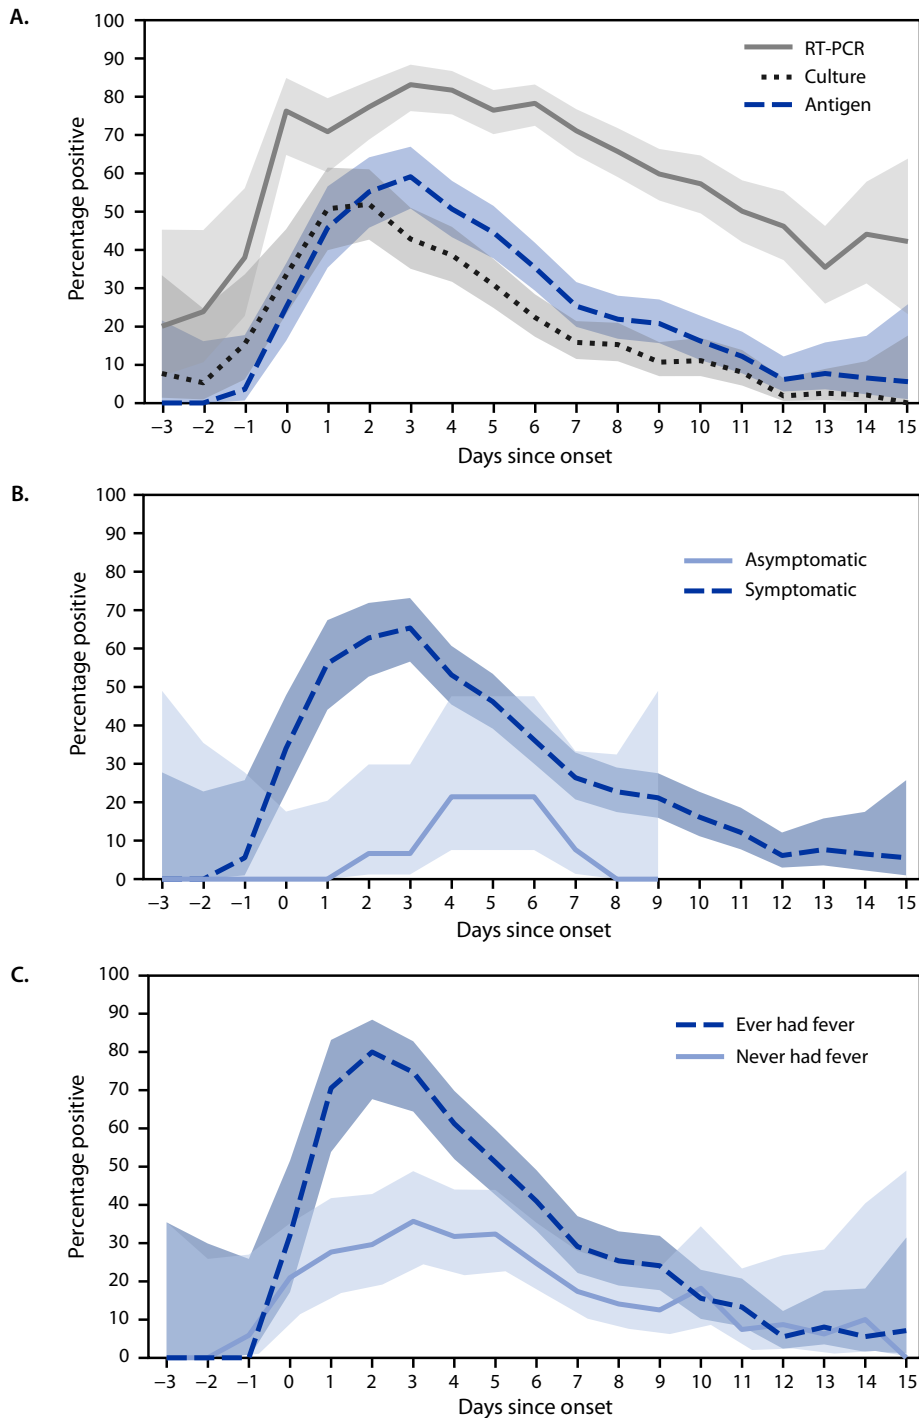 A.
100
90
80
70
60
50
40
30
20
10
0
Percentage positive
RT-PCR
Culture
Antigen
−3 −2 −1 0 1 2 3 4 5 6 7 8 9 10 11 12 13 14 15
Days since onset
B.
100
90
80
70
60
50
40
30
20
10
0
Percentage positive
Asymptomatic
Symptomatic
−3 −2 −1 0 1 2 3 4 5 6 7 8 9 10 11 12 13 14 15
Days since onset
C.
100
90
80
70
60
50
40
30
20
10
0
Percentage positive
Ever had fever
Never had fever
−3 −2 −1 0 1 2 3 4 5 6 7 8 9 10 11 12 13 14 15
Days since onset